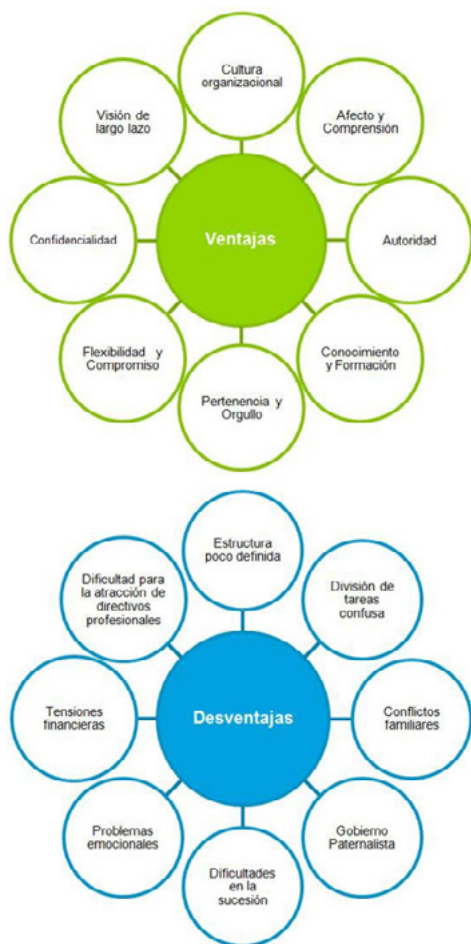 Cultura
organizacional
Afecto y
Comprensión
Autoridad
Conocimiento
y Formación
Pertenencia y
Orgullo
Flexibilidad y
Compromiso
Confidencialidad
Visión de
largo lazo
Ventajas
Estructura
poco definida
División de
tareas
confusa
Conflictos
familiares
Gobierno
Paternalista
Dificultades
en la
sucesión
Problemas
emocionales
Tensiones
financieras
Dificultad para
la atracción de
directivos
profesionales
Desventajas